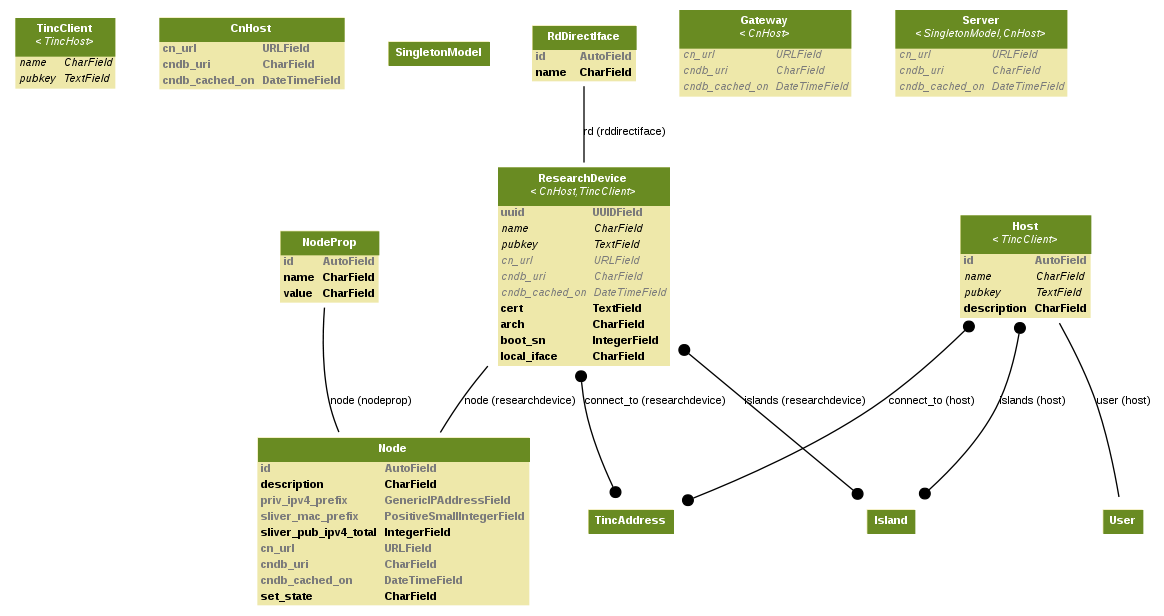 TincClient
< TincHost>
name CharField
pubkey TextField
CnHost
cn_url URLField
cndb_uri CharField
cndb_cached_on DateTimeField
SingletonModel
RdDirectIface
id AutoField
name CharField
Gateway
< CnHost>
cn_url URLField
cndb_uri CharField
cndb_cached_on DateTimeField
Server
< SingletonModel,CnHost>
cn_url URLField
cndb_uri CharField
cndb_cached_on DateTimeField
rd (rddirectiface)
ResearchDevice
< CnHost,TincClient>
uuid UUIDField
name CharField
pubkey TextField
cn_url URLField
cndb_uri CharField
cndb_cached_on DateTimeField
cert TextField
arch CharField
boot_sn IntegerField
local_iface CharField
NodeProp
id AutoField
name CharField
value CharField
Host
< TincClient>
id AutoField
name CharField
pubkey TextField
description CharField
node (nodeprop)
node (researchdevice)
connect_to (researchdevice)
islands (researchdevice)
connect_to (host)
islands (host)
user (host)
Node
id AutoField
description CharField
priv_ipv4_prefix GenericIPAddressField
sliver_mac_prefix PositiveSmallIntegerField
sliver_pub_ipv4_total IntegerField
cn_url URLField
cndb_uri CharField
cndb_cached_on DateTimeField
set_state CharField
TincAddress
Island
User